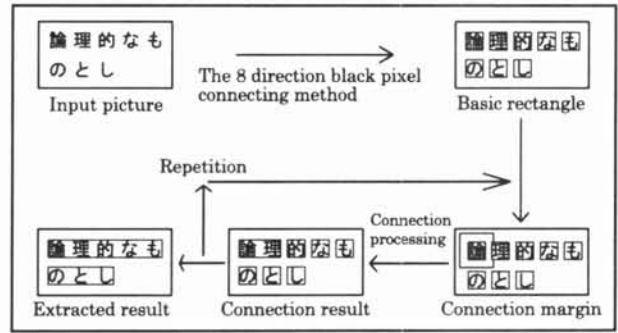 論理的なも
のとし
Input picture
The 8 direction black pixel
connecting method
論理的なも
のとし
Basic rectangle
Repetition
Connection
processing
論理的なも
のとし
Extracted result
論理的なも
のとし
Connection result
論理的なも
のとし
Connection margin